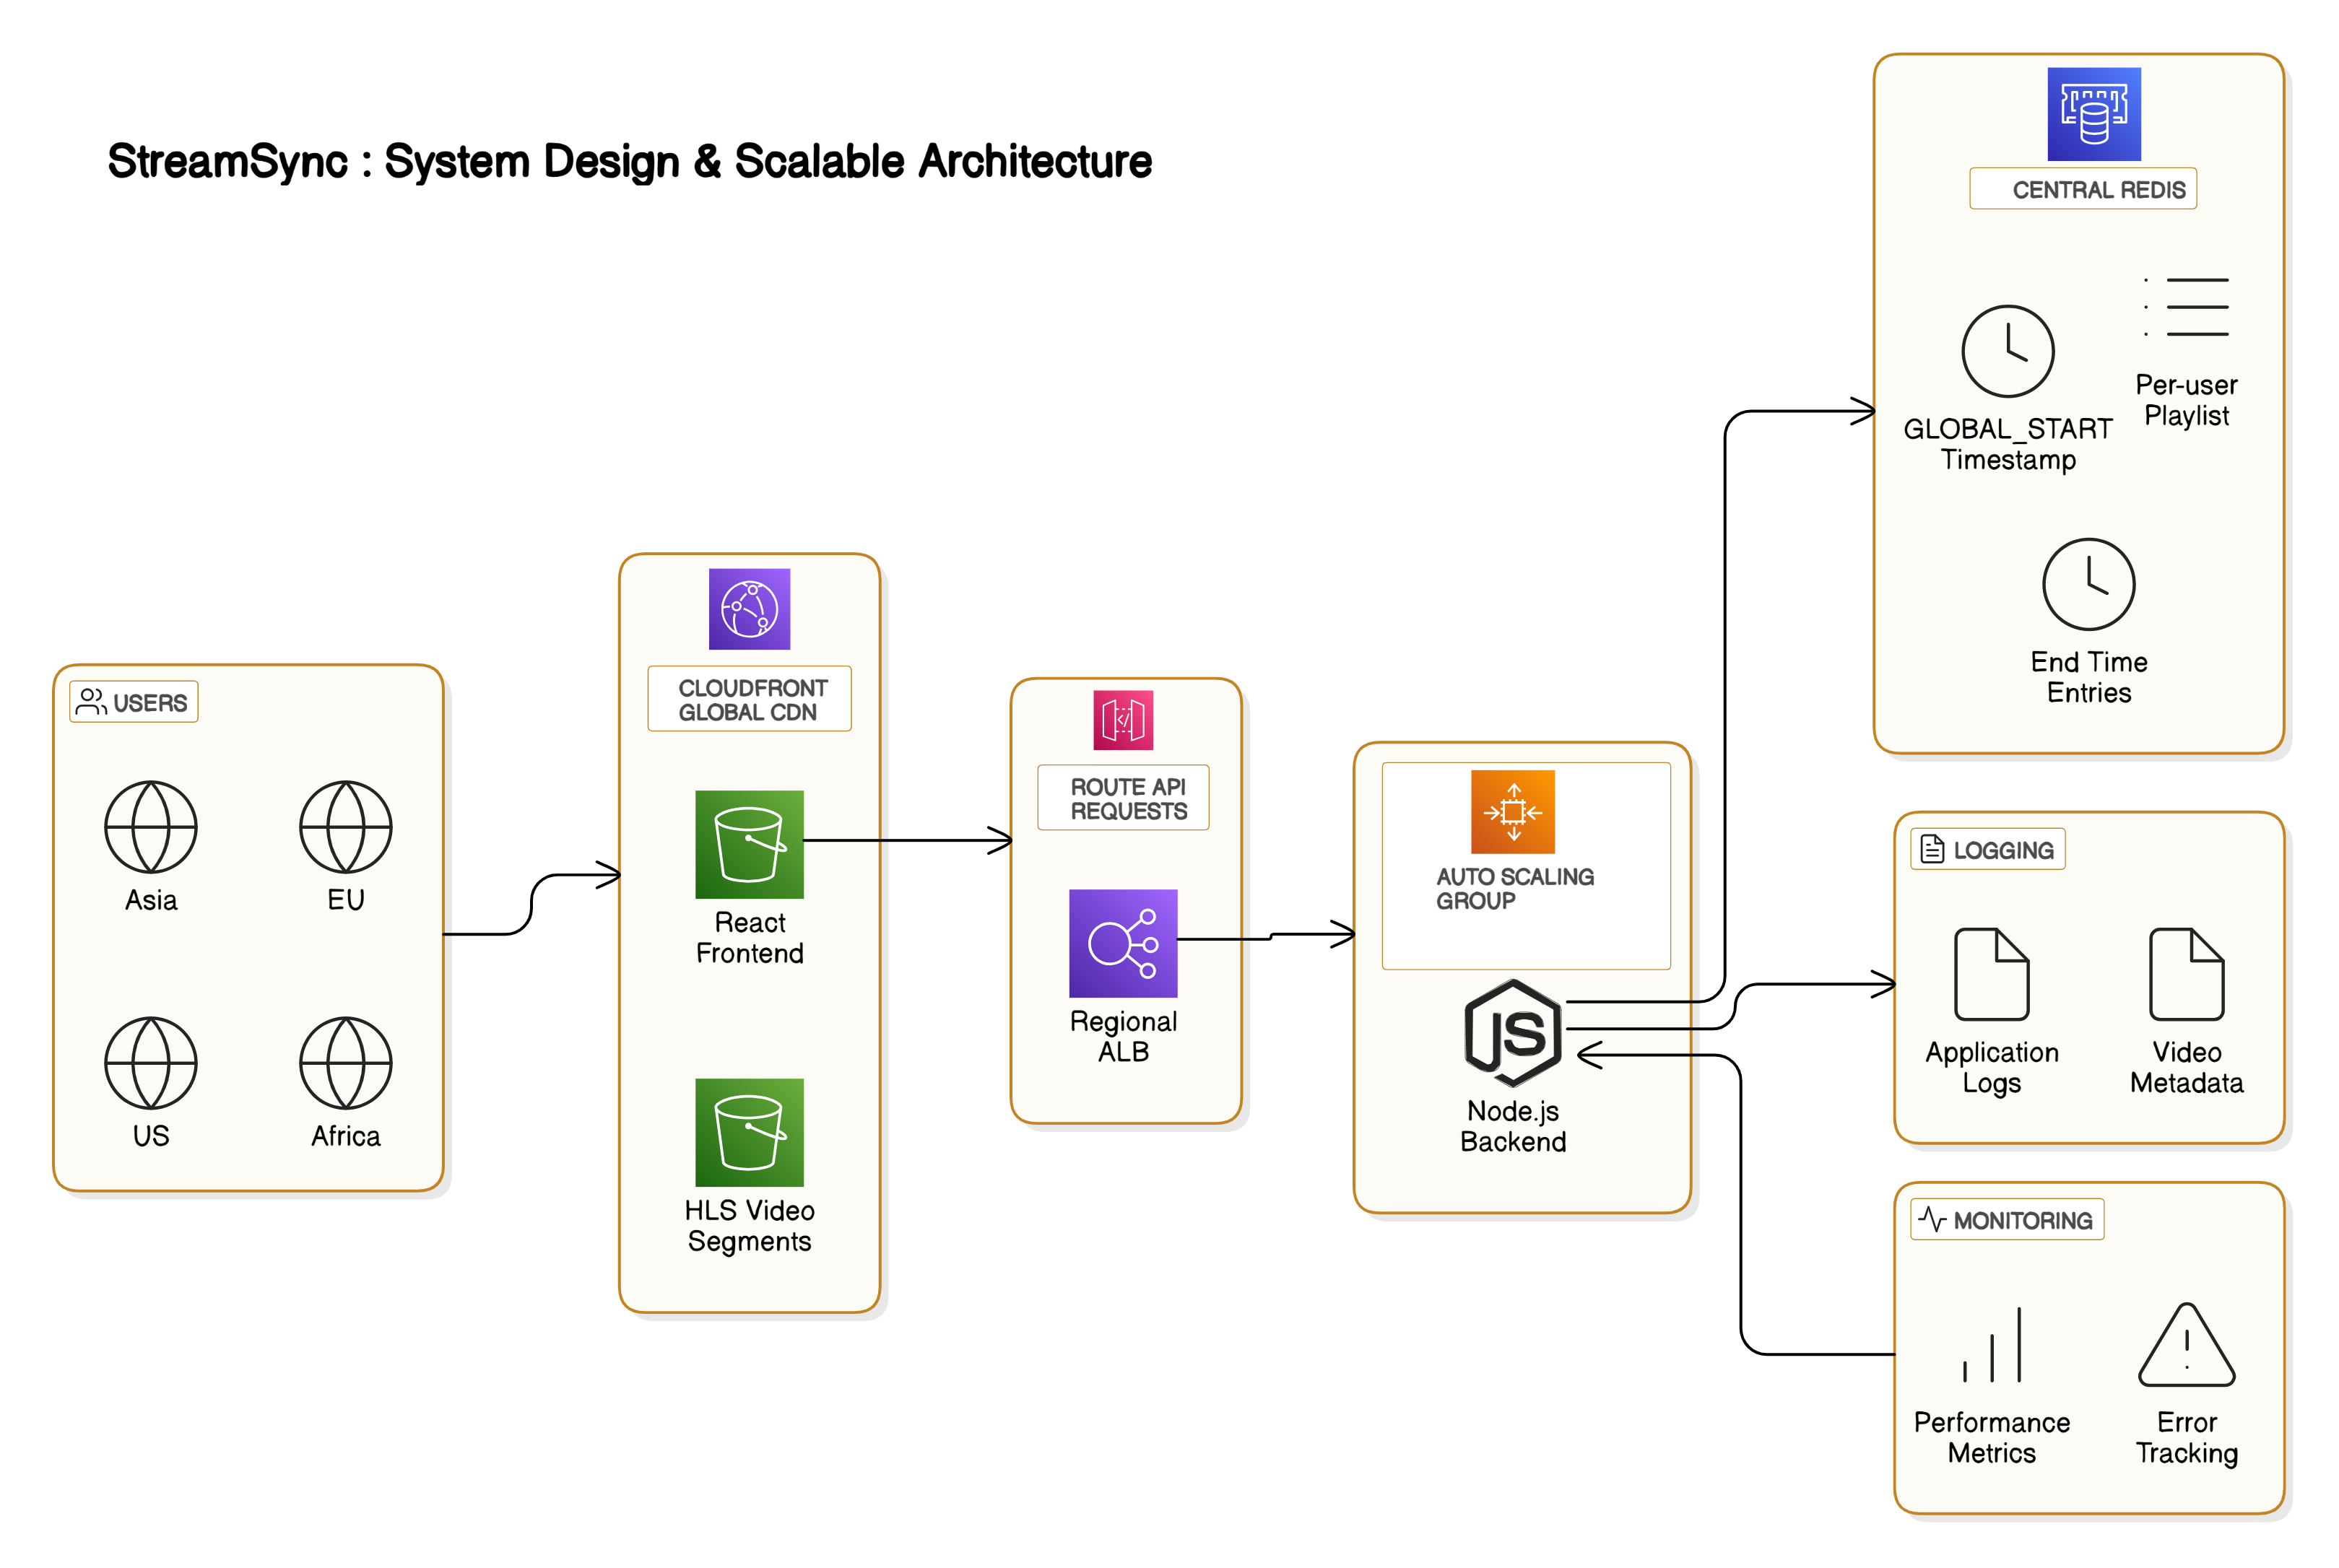 StreamSync : System Design & Scalable Architecture
USERS
Asia
EU
US
Africa
CLOUDFRONT
GLOBAL CDN
React
Frontend
HLS Video
Segments
ROUTE API
REQUESTS
Regional
ALB
AUTO SCALING
GROUP
JS
Node.js
Backend
CENTRAL REDIS
GLOBAL_START
Timestamp
Per-user
Playlist
End Time
Entries
LOGGING
Application
Logs
Video
Metadata
MONITORING
Performance
Metrics
Error
Tracking